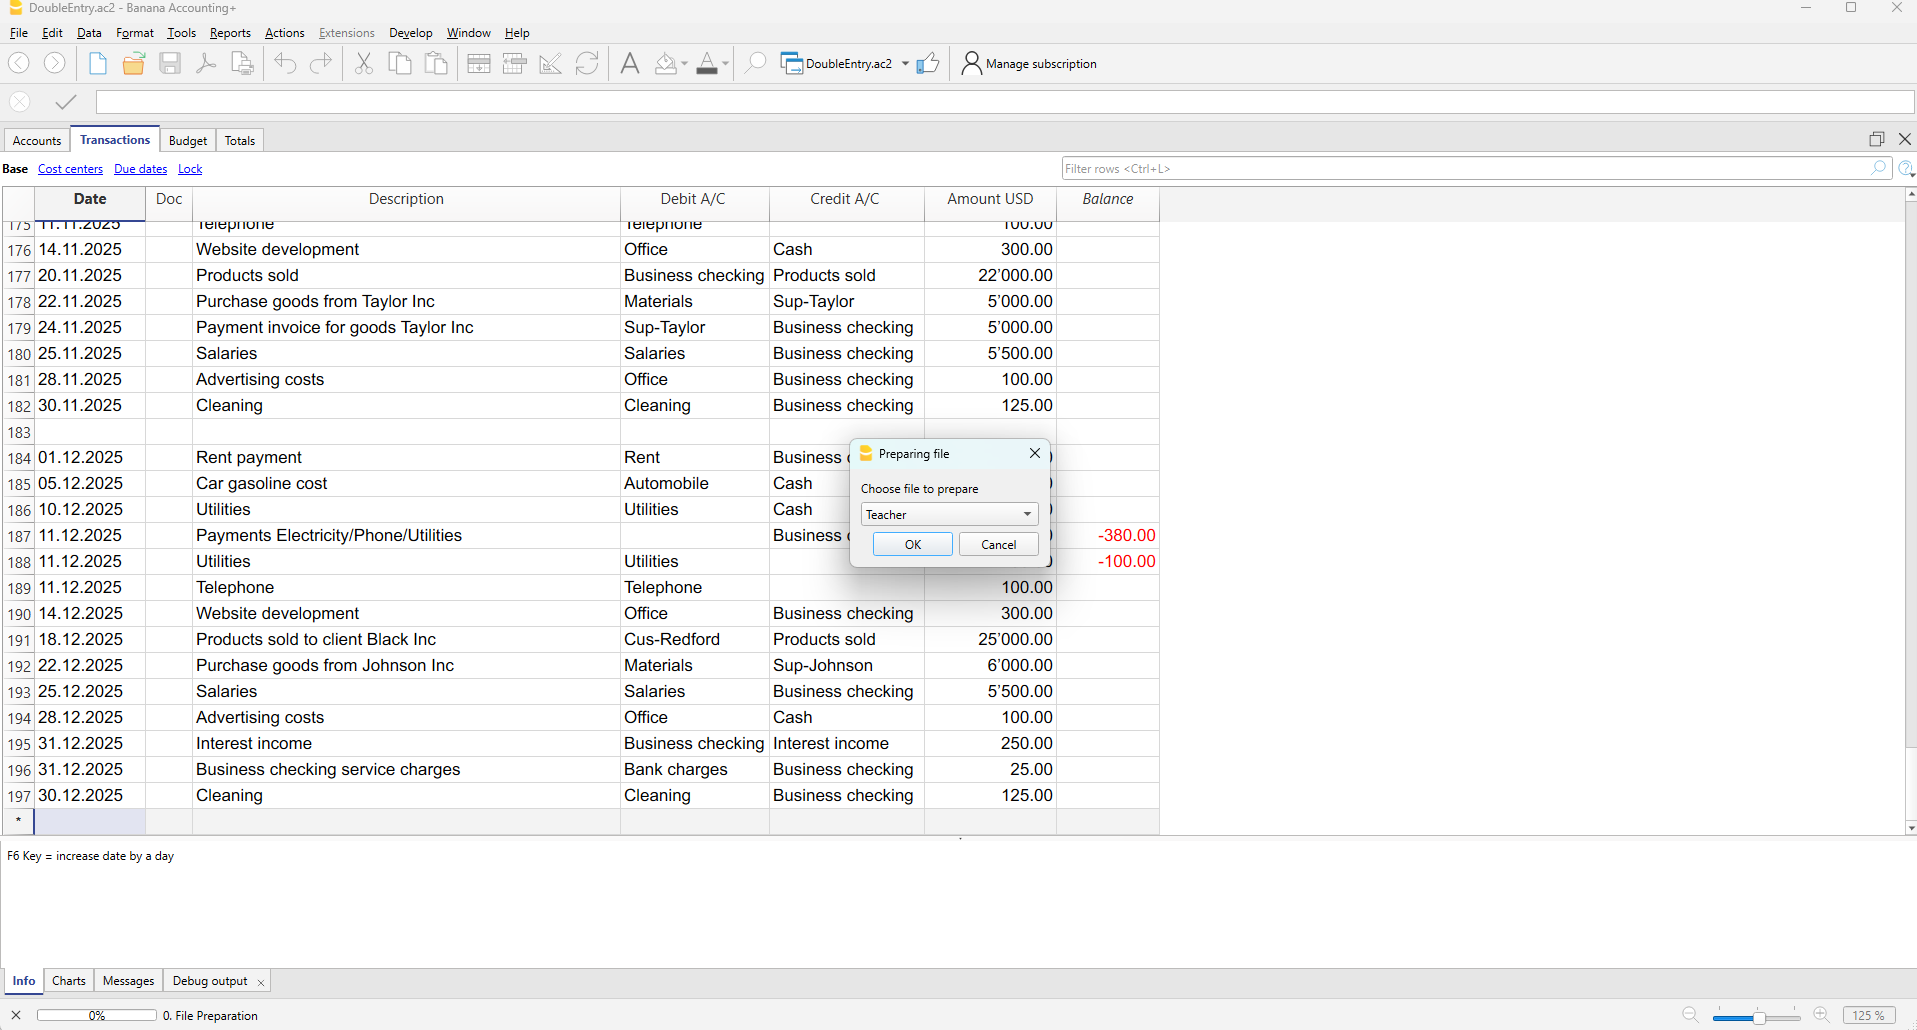 DoubleEntry.ac2 - Banana Accounting+
File Edit Data Format Tools Reports Actions Extensions Develop Window Help
DoubleEntry.ac2 Manage subscription
Accounts Transactions Budget Totals
Base Cost centers Due dates Lock Filter rows <Ctrl+L>
Date Doc Description Debit A/C Credit A/C Amount USD Balance
175 11.11.2025 Telephone Telephone 100.00
176 14.11.2025 Website development Office Cash 300.00
177 20.11.2025 Products sold Business checking Products sold 22'000.00
178 22.11.2025 Purchase goods from Taylor Inc Materials Sup-Taylor 5'000.00
179 24.11.2025 Payment invoice for goods Taylor Inc Sup-Taylor Business checking 5'000.00
180 25.11.2025 Salaries Salaries Business checking 5'500.00
181 28.11.2025 Advertising costs Office Business checking 100.00
182 30.11.2025 Cleaning Cleaning Business checking 125.00
183
184 01.12.2025 Rent payment Rent Business
185 05.12.2025 Car gasoline cost Automobile Cash
186 10.12.2025 Utilities Utilities Cash
187 11.12.2025 Payments Electricity/Phone/Utilities Business -380.00
188 11.12.2025 Utilities Utilities -100.00
189 11.12.2025 Telephone Telephone 100.00
190 14.12.2025 Website development Office Business checking 300.00
191 18.12.2025 Products sold to client Black Inc Cus-Redford Products sold 25'000.00
192 22.12.2025 Purchase goods from Johnson Inc Materials Sup-Johnson 6'000.00
193 25.12.2025 Salaries Salaries Business checking 5'500.00
194 28.12.2025 Advertising costs Office Cash 100.00
195 31.12.2025 Interest income Business checking Interest income 250.00
196 31.12.2025 Business checking service charges Bank charges Business checking 25.00
197 30.12.2025 Cleaning Cleaning Business checking 125.00
*
Preparing file
Choose file to prepare
Teacher
OK Cancel
F6 Key = increase date by a day
Info Charts Messages Debug output
0% 0. File Preparation 125 %